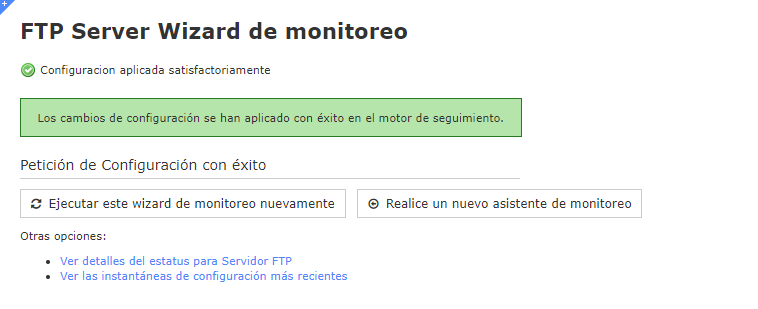 FTP Server Wizard de monitoreo
Configuracion aplicada satisfactoriamente
Los cambios de configuración se han aplicado con éxito en el motor de seguimiento.
Petición de Configuración con éxito
Ejecutar este wizard de monitoreo nuevamente
Realice un nuevo asistente de monitoreo
Otras opciones:
Ver detalles del estatus para Servidor FTP
Ver las instantáneas de configuración más recientes